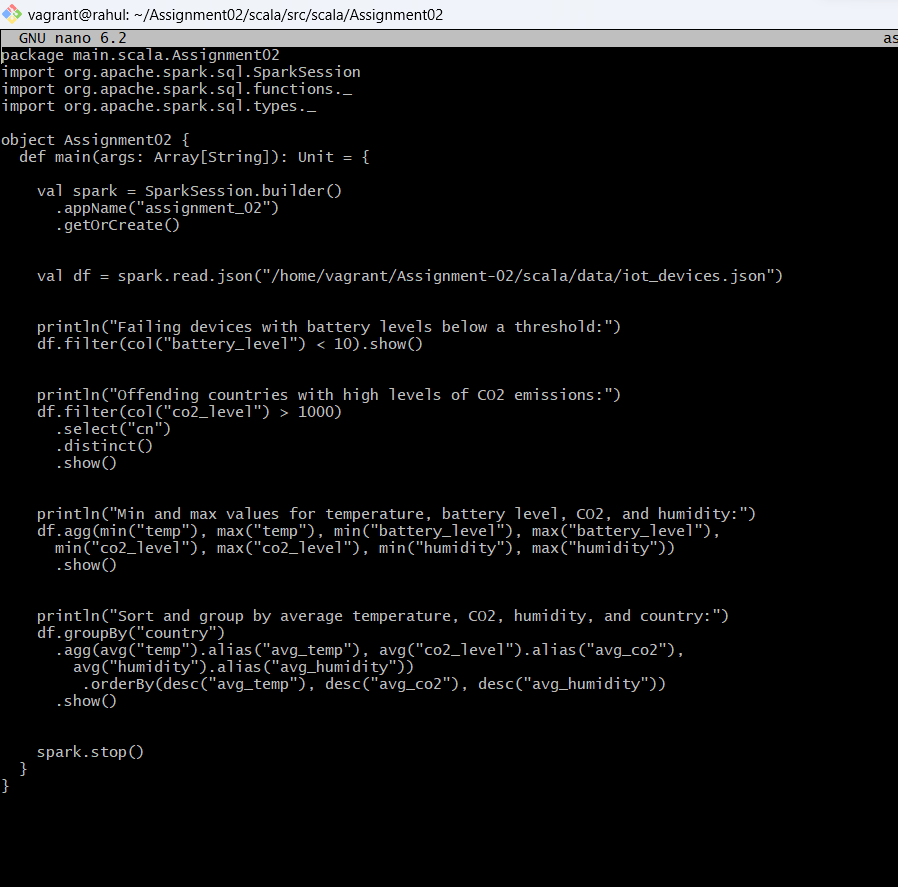 vagrant@rahul: ~/Assignment02/scala/src/scala/Assignment02
GNU nano 6.2 as
package main.scala.Assignment02
import org.apache.spark.sql.SparkSession
import org.apache.spark.sql.functions._
import org.apache.spark.sql.types._
object Assignment02 {
def main(args: Array[String]): Unit = {
val spark = SparkSession.builder()
.appName("assignment_02")
.getOrCreate()
val df = spark.read.json("/home/vagrant/Assignment-02/scala/data/iot_devices.json")
println("Failing devices with battery levels below a threshold:")
df.filter(col("battery_level") < 10).show()
println("Offending countries with high levels of CO2 emissions:")
df.filter(col("co2_level") > 1000)
.select("cn")
.distinct()
.show()
println("Min and max values for temperature, battery level, CO2, and humidity:")
df.agg(min("temp"), max("temp"), min("battery_level"), max("battery_level"),
min("co2_level"), max("co2_level"), min("humidity"), max("humidity"))
.show()
println("Sort and group by average temperature, CO2, humidity, and country:")
df.groupBy("country")
.agg(avg("temp").alias("avg_temp"), avg("co2_level").alias("avg_co2"),
avg("humidity").alias("avg_humidity"))
.orderBy(desc("avg_temp"), desc("avg_co2"), desc("avg_humidity"))
.show()
spark.stop()
}
}